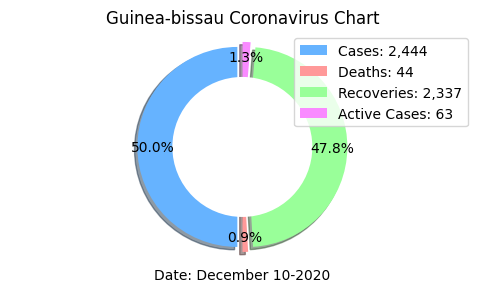 Guinea-bissau Coronavirus Chart
Cases: 2,444
Deaths: 44
Recoveries: 2,337
Active Cases: 63
1.3%
50.0%
47.8%
0.9%
Date: December 10-2020